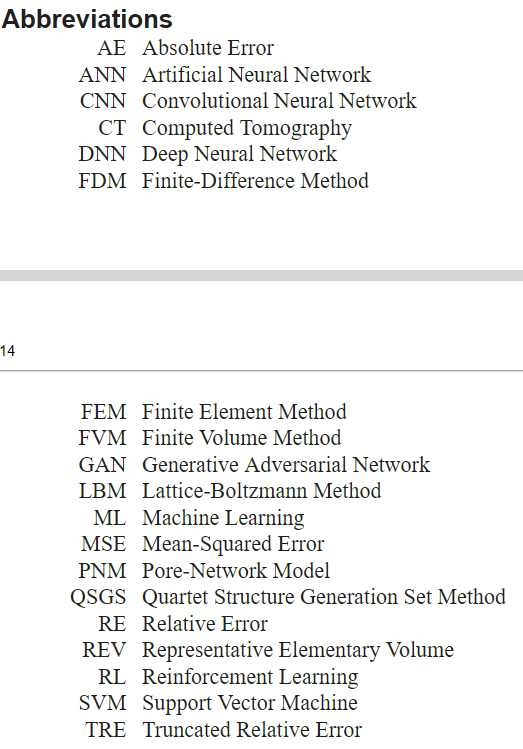 Abbreviations
AE Absolute Error
ANN Artificial Neural Network
CNN Convolutional Neural Network
CT Computed Tomography
DNN Deep Neural Network
FDM Finite-Difference Method
14
FEM Finite Element Method
FVM Finite Volume Method
GAN Generative Adversarial Network
LBM Lattice-Boltzmann Method
ML Machine Learning
MSE Mean-Squared Error
PNM Pore-Network Model
QSGS Quartet Structure Generation Set Method
RE Relative Error
REV Representative Elementary Volume
RL Reinforcement Learning
SVM Support Vector Machine
TRE Truncated Relative Error